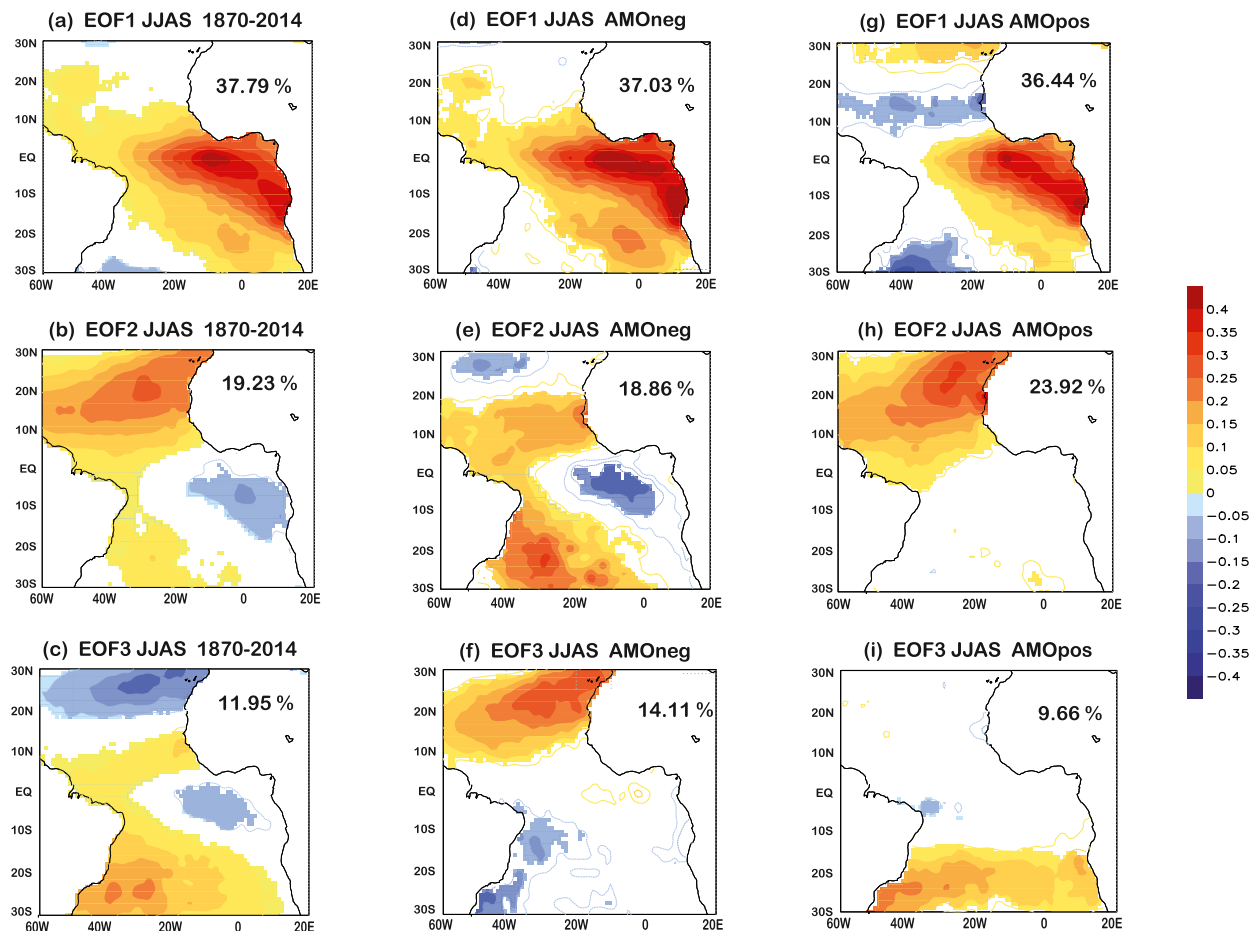 (a) EOF1 JJAS 1870-2014
30N
20N
10N
EQ
10S
20S
30S
37.79 %
60W 40W 20W 0 20E
(d) EOF1 JJAS AMOneg
30N
20N
10N
EQ
10S
20S
30S
37.03 %
60W 40W 20W 0 20E
(g) EOF1 JJAS AMOpos
30N
20N
10N
EQ
10S
20S
30S
36.44 %
60W 40W 20W 0 20E
(b) EOF2 JJAS 1870-2014
30N
20N
10N
EQ
10S
20S
30S
19.23 %
60W 40W 20W 0 20E
(e) EOF2 JJAS AMOneg
30N
20N
10N
EQ
10S
20S
30S
18.86 %
60W 40W 20W 0 20E
(h) EOF2 JJAS AMOpos
30N
20N
10N
EQ
10S
20S
30S
23.92 %
60W 40W 20W 0 20E
(c) EOF3 JJAS 1870-2014
30N
20N
10N
EQ
10S
20S
30S
11.95 %
60W 40W 20W 0 20E
(f) EOF3 JJAS AMOneg
30N
20N
10N
EQ
10S
20S
30S
14.11 %
60W 40W 20W 0 20E
(i) EOF3 JJAS AMOpos
30N
20N
10N
EQ
10S
20S
30S
9.66 %
60W 40W 20W 0 20E
0.4
0.35
0.3
0.25
0.2
0.15
0.1
0.05
0
−0.05
−0.1
−0.15
−0.2
−0.25
−0.3
−0.35
−0.4